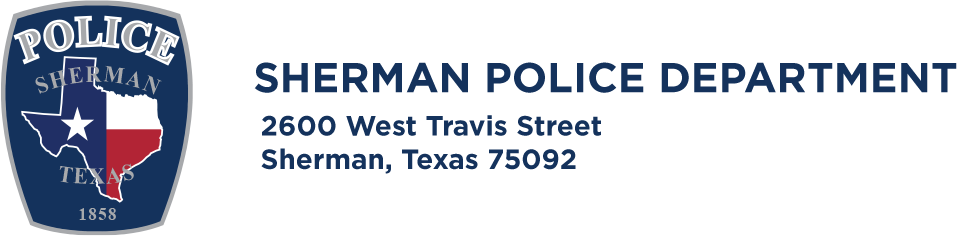 POLICE
SHERMAN
TEXAS
1858
SHERMAN POLICE DEPARTMENT
2600 West Travis Street
Sherman, Texas 75092